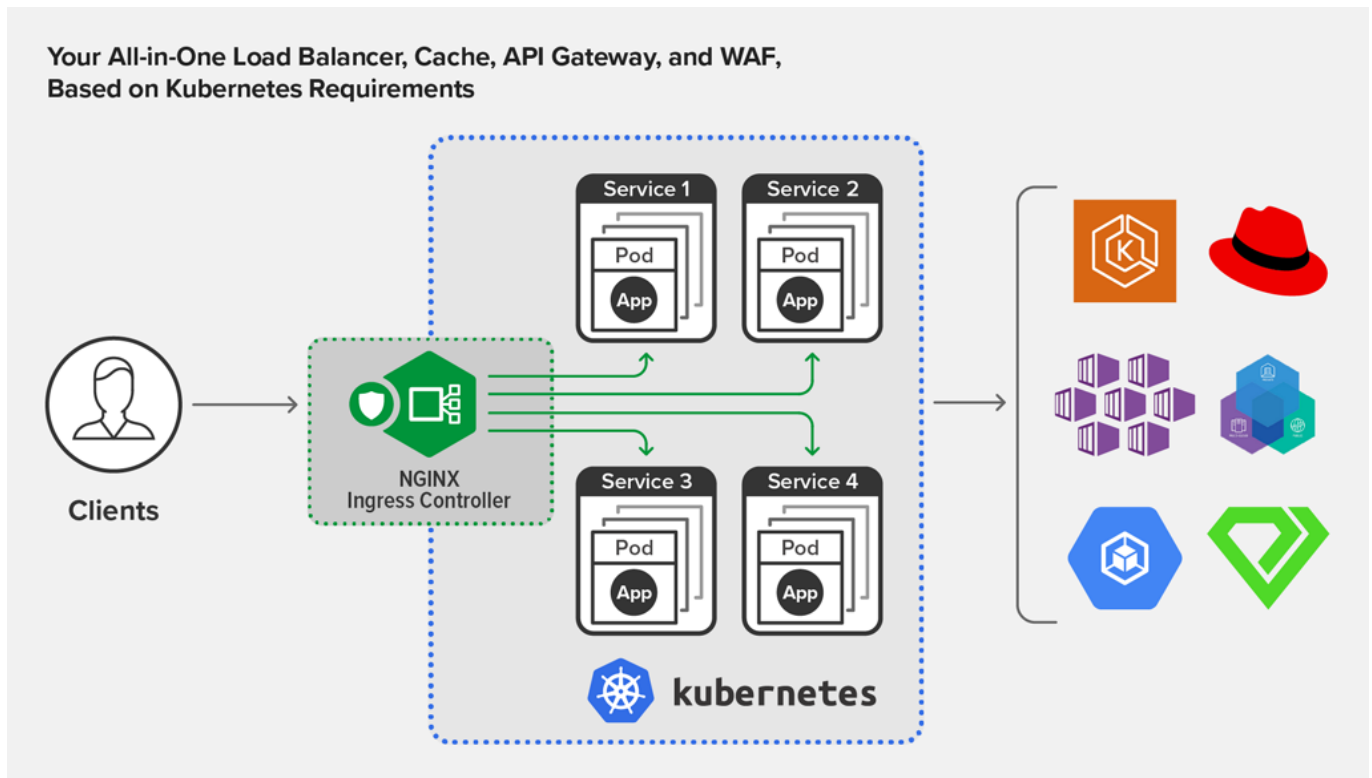 Your All-in-One Load Balancer, Cache, API Gateway, and WAF,
Based on Kubernetes Requirements
Service 1
Pod
App
Service 2
Pod
App
Clients
NGINX
Ingress Controller
Service 3
Pod
App
Service 4
Pod
App
kubernetes
K